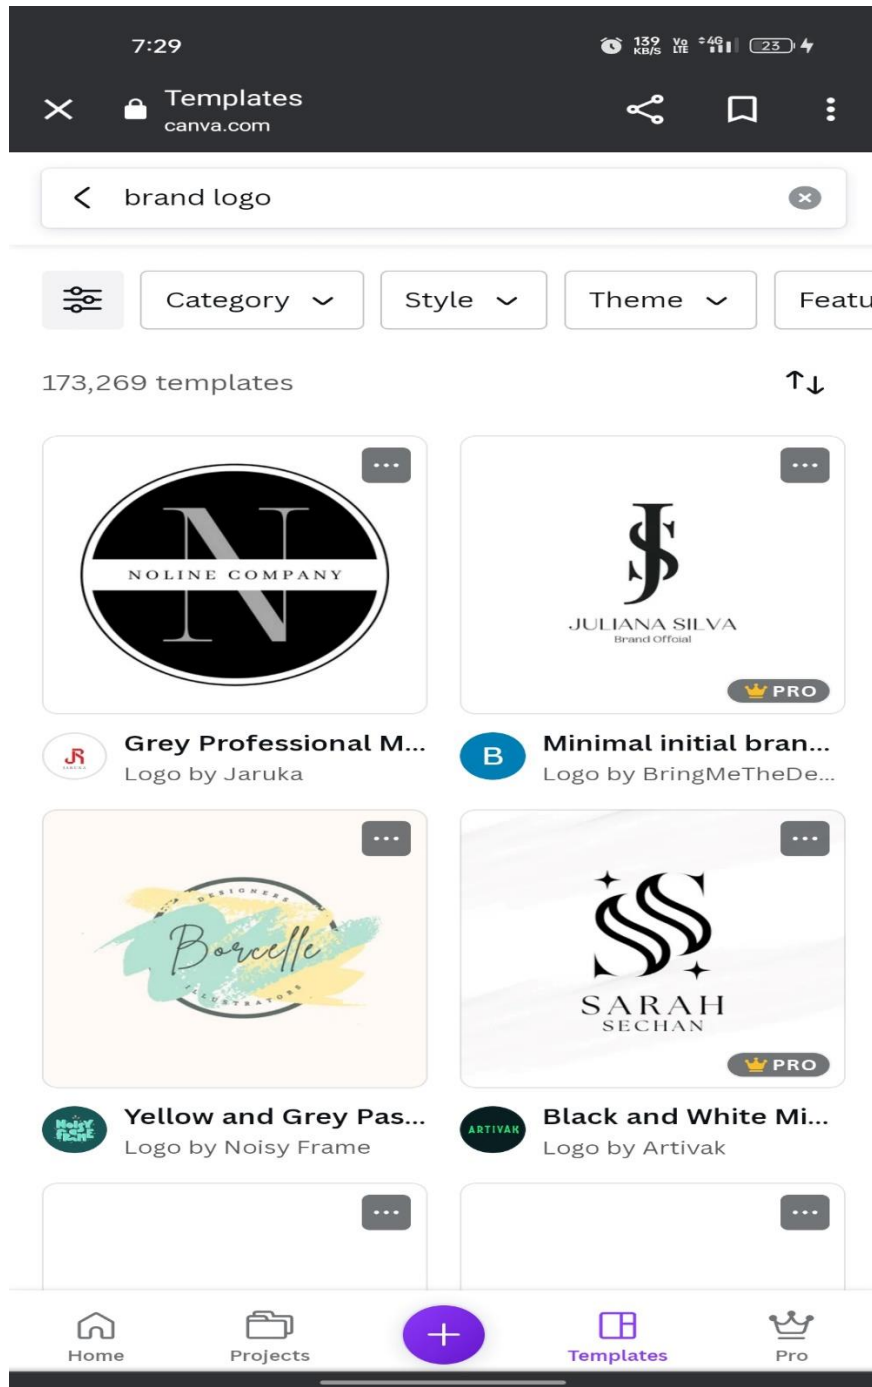 7:29
139 KB/S Vo LTE 4G 23
Templates
canva.com
brand logo
Category
Style
Theme
Featu
173,269 templates
N
NOLINE COMPANY
JS
JULIANA SILVA
Brand Offcial
PRO
Grey Professional M...
Logo by Jaruka
B
Minimal initial bran...
Logo by BringMeTheDe...
DESIGNERS
Borcelle
ILLUSTRATORS
SS
SARAH
SECHAN
PRO
NOISY FRAME
Yellow and Grey Pas...
Logo by Noisy Frame
ARTIVAK
Black and White Mi...
Logo by Artivak
Home
Projects
Templates
Pro